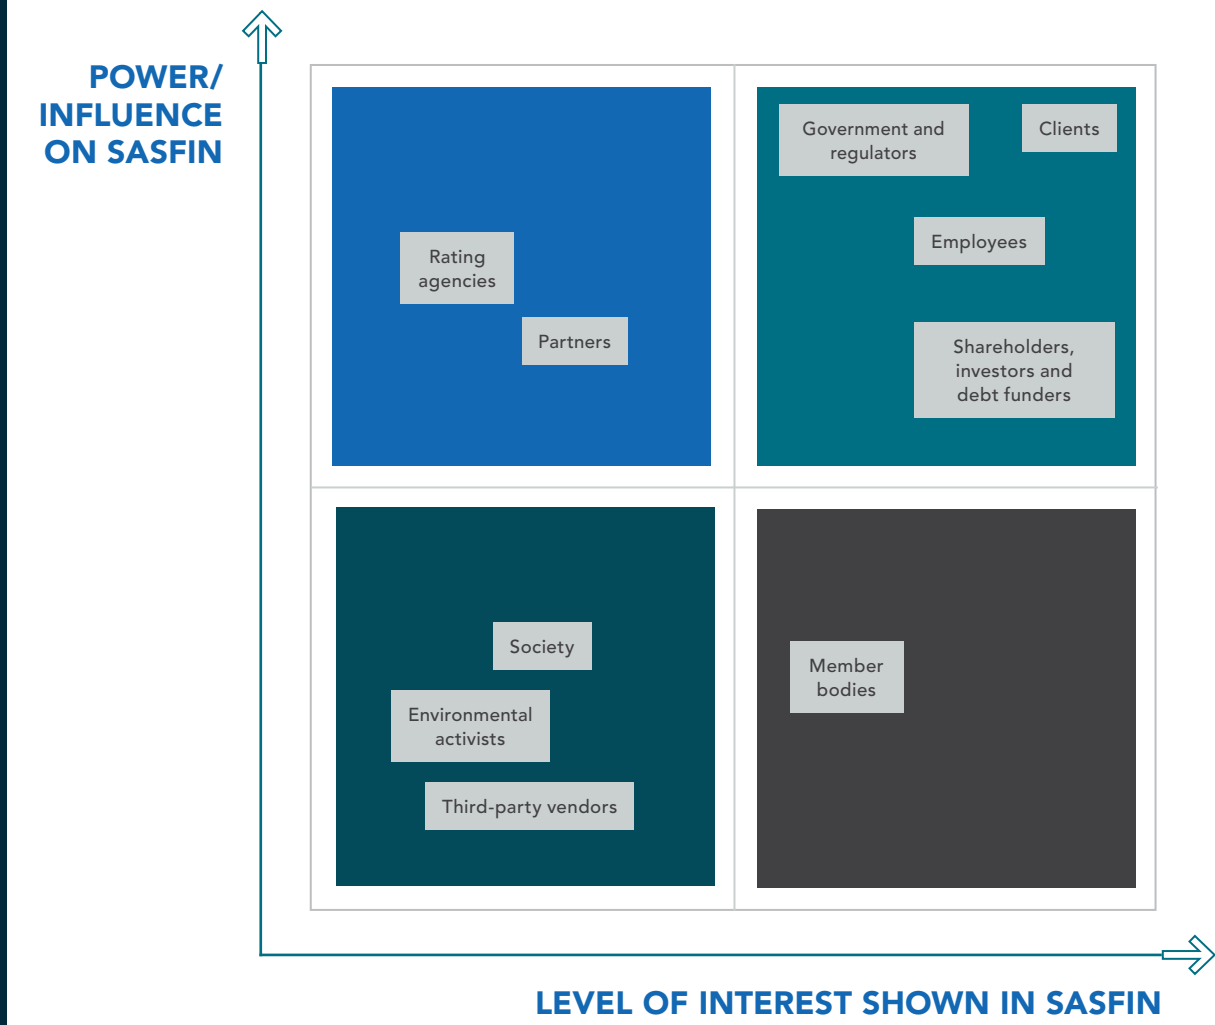 POWER/
INFLUENCE
ON SASFIN
Government and
regulators
Clients
Employees
Rating
agencies
Partners
Shareholders,
investors and
debt funders
Society
Member
bodies
Environmental
activists
Third-party vendors
LEVEL OF INTEREST SHOWN IN SASFIN